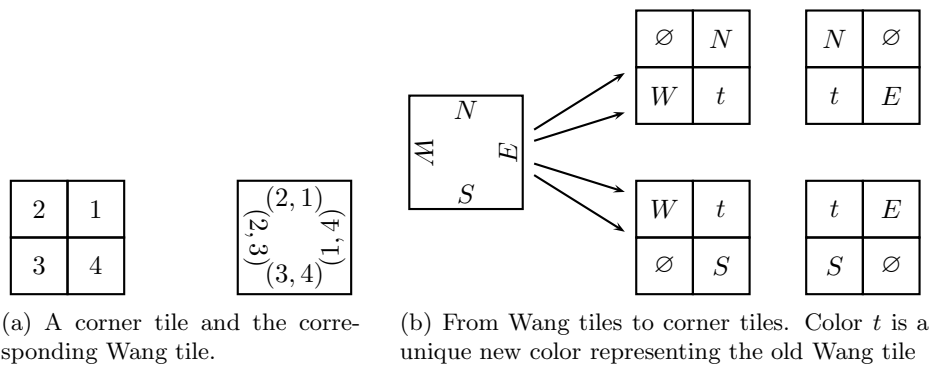 ∅ N N ∅
W t t E
N
W E
S
W t t E
∅ S S ∅
2 1
3 4
(2, 1)
(2, 3) (1, 4)
(3, 4)
(a) A corner tile and the corre-
sponding Wang tile.
(b) From Wang tiles to corner tiles. Color t is a
unique new color representing the old Wang tile